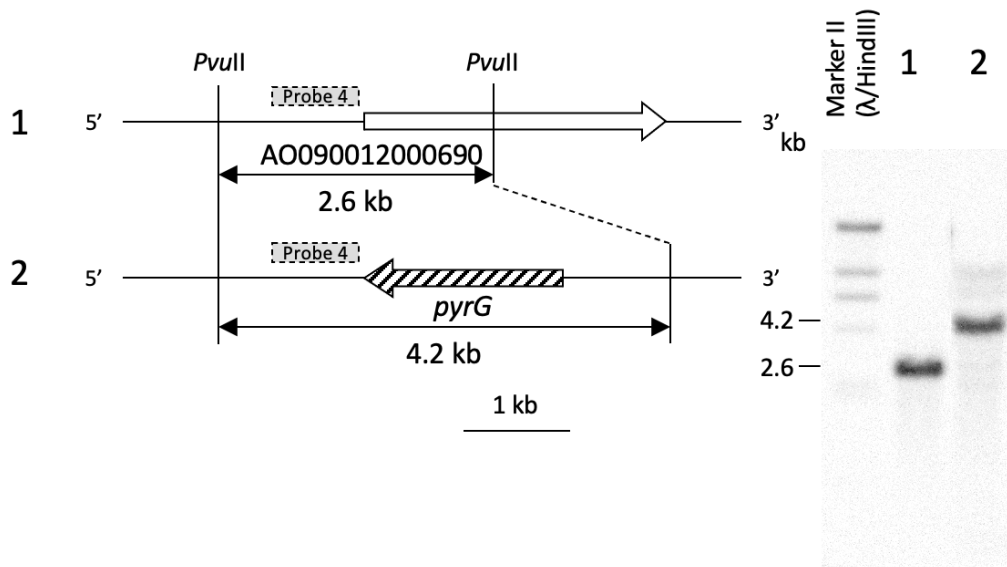 PvuII
PvuII
Marker II
(λ/HindIII)
1
2
Probe 4
1
5’
3’
kb
AO090012000690
2.6 kb
Probe 4
2
5’
3’
pyrG
4.2
4.2 kb
2.6
1 kb